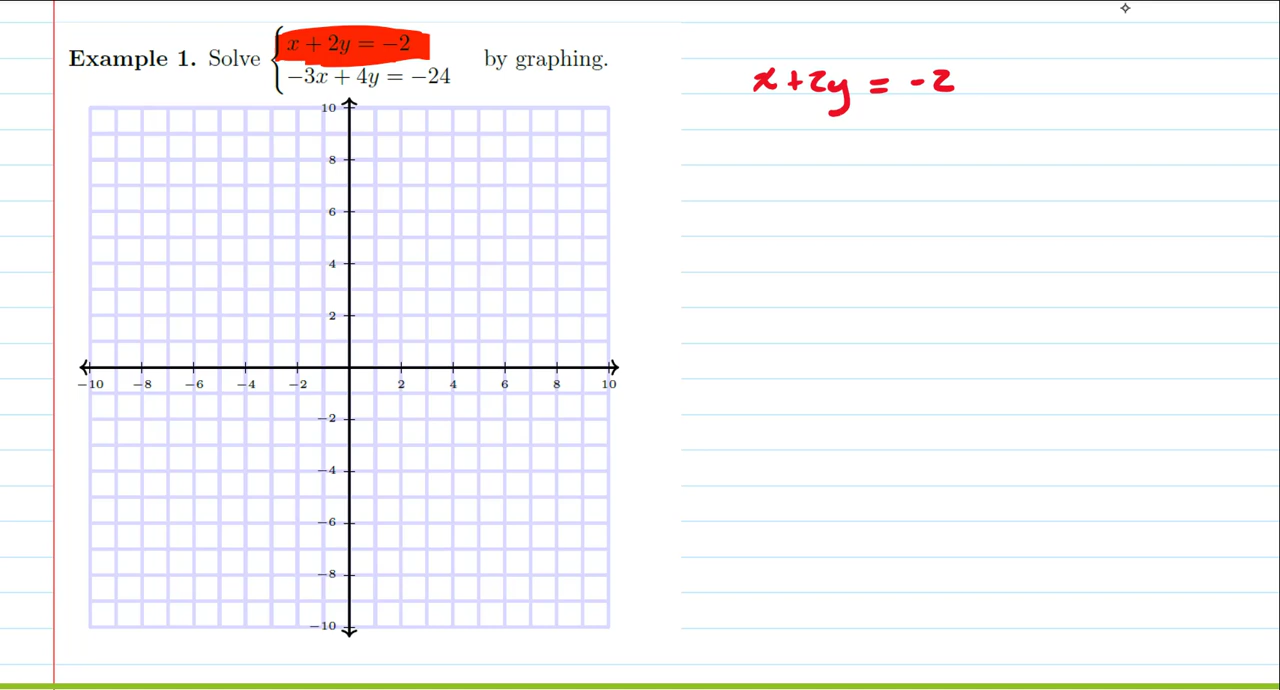 Example 1. Solve { x + 2y = −2 by graphing.
−3x + 4y = −24
x + 2y = -2
10
8
6
4
2
−10 −8 −6 −4 −2 2 4 6 8 10
−2
−4
−6
−8
−10